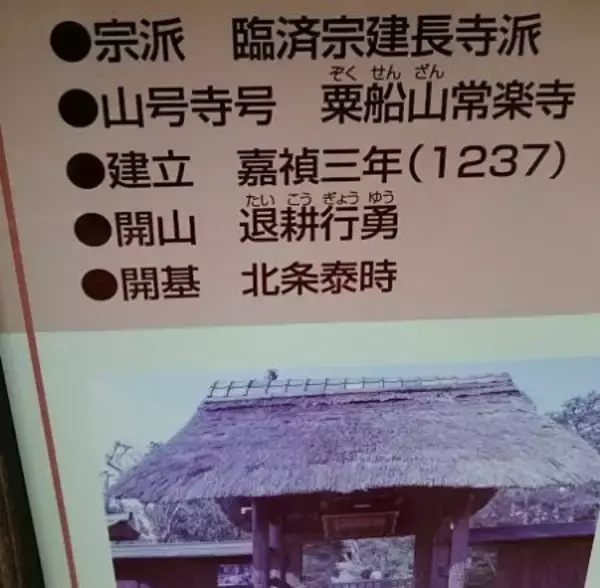 ●宗派　臨済宗建長寺派
ぞく せん ざん
●山号寺号　粟船山常楽寺
●建立　嘉禎三年(1237)
たい こう ぎょう ゆう
●開山　退耕行勇
●開基　北条泰時